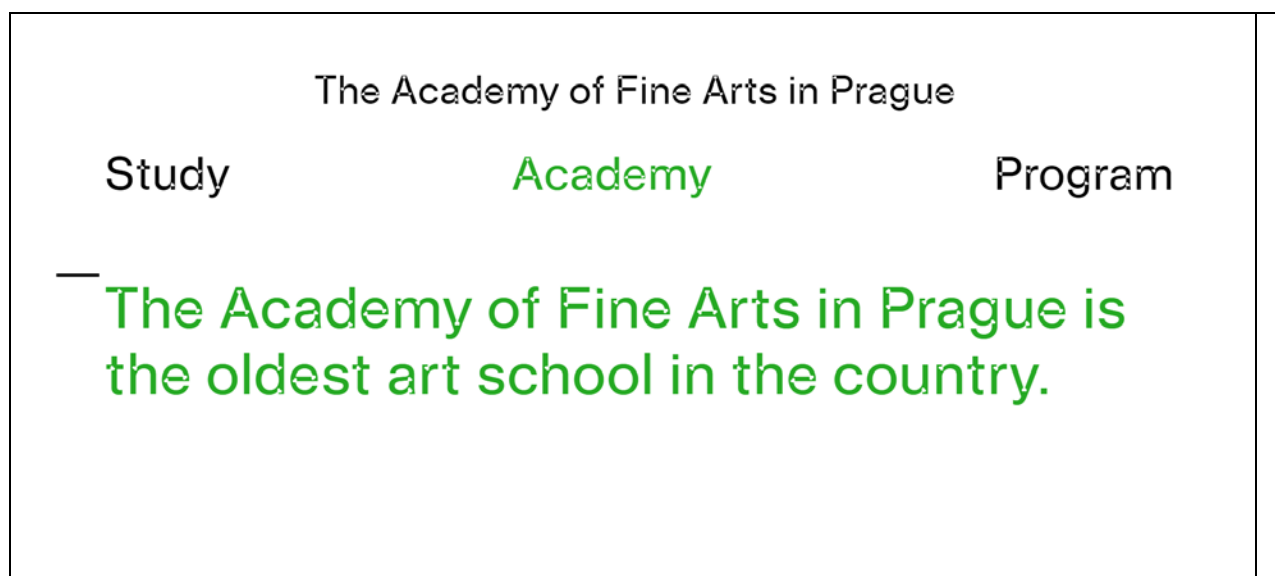 The Academy of Fine Arts in Prague
Study Academy Program
The Academy of Fine Arts in Prague is
the oldest art school in the country.